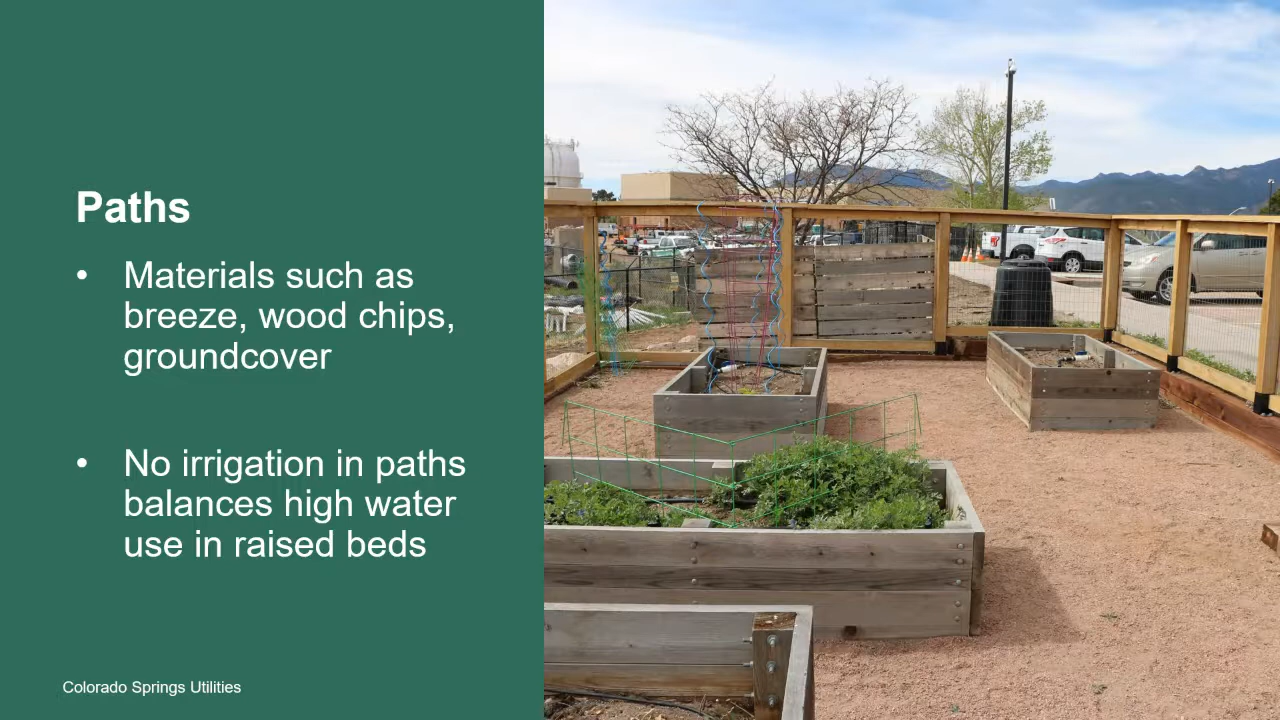 Paths
• Materials such as
breeze, wood chips,
groundcover
• No irrigation in paths
balances high water
use in raised beds
Colorado Springs Utilities